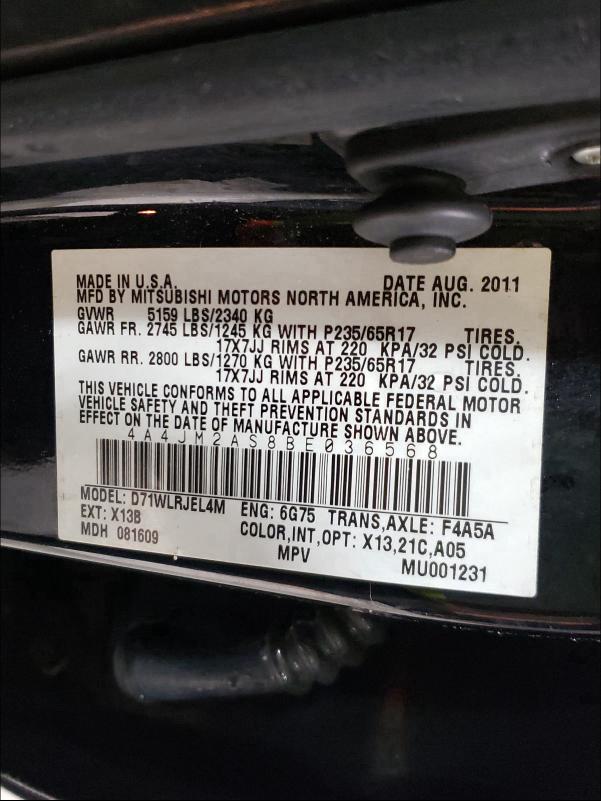 MADE IN U.S.A. DATE AUG. 2011
MFD BY MITSUBISHI MOTORS NORTH AMERICA, INC.
GVWR 5159 LBS/2340 KG
GAWR FR. 2745 LBS/1245 KG WITH P235/65R17 TIRES.
17X7JJ RIMS AT 220 KPA/32 PSI COLD.
GAWR RR. 2800 LBS/1270 KG WITH P235/65R17 TIRES.
17X7JJ RIMS AT 220 KPA/32 PSI COLD.
THIS VEHICLE CONFORMS TO ALL APPLICABLE FEDERAL MOTOR
VEHICLE SAFETY AND THEFT PREVENTION STANDARDS IN
EFFECT ON THE DATE OF MANUFACTURE SHOWN ABOVE.
4A4JM2AS8BE036568
MODEL: D71WLRJEL4M ENG: 6G75 TRANS,AXLE: F4A5A
EXT: X13B COLOR,INT,OPT: X13,21C,A05
MDH 081609 MPV MU001231